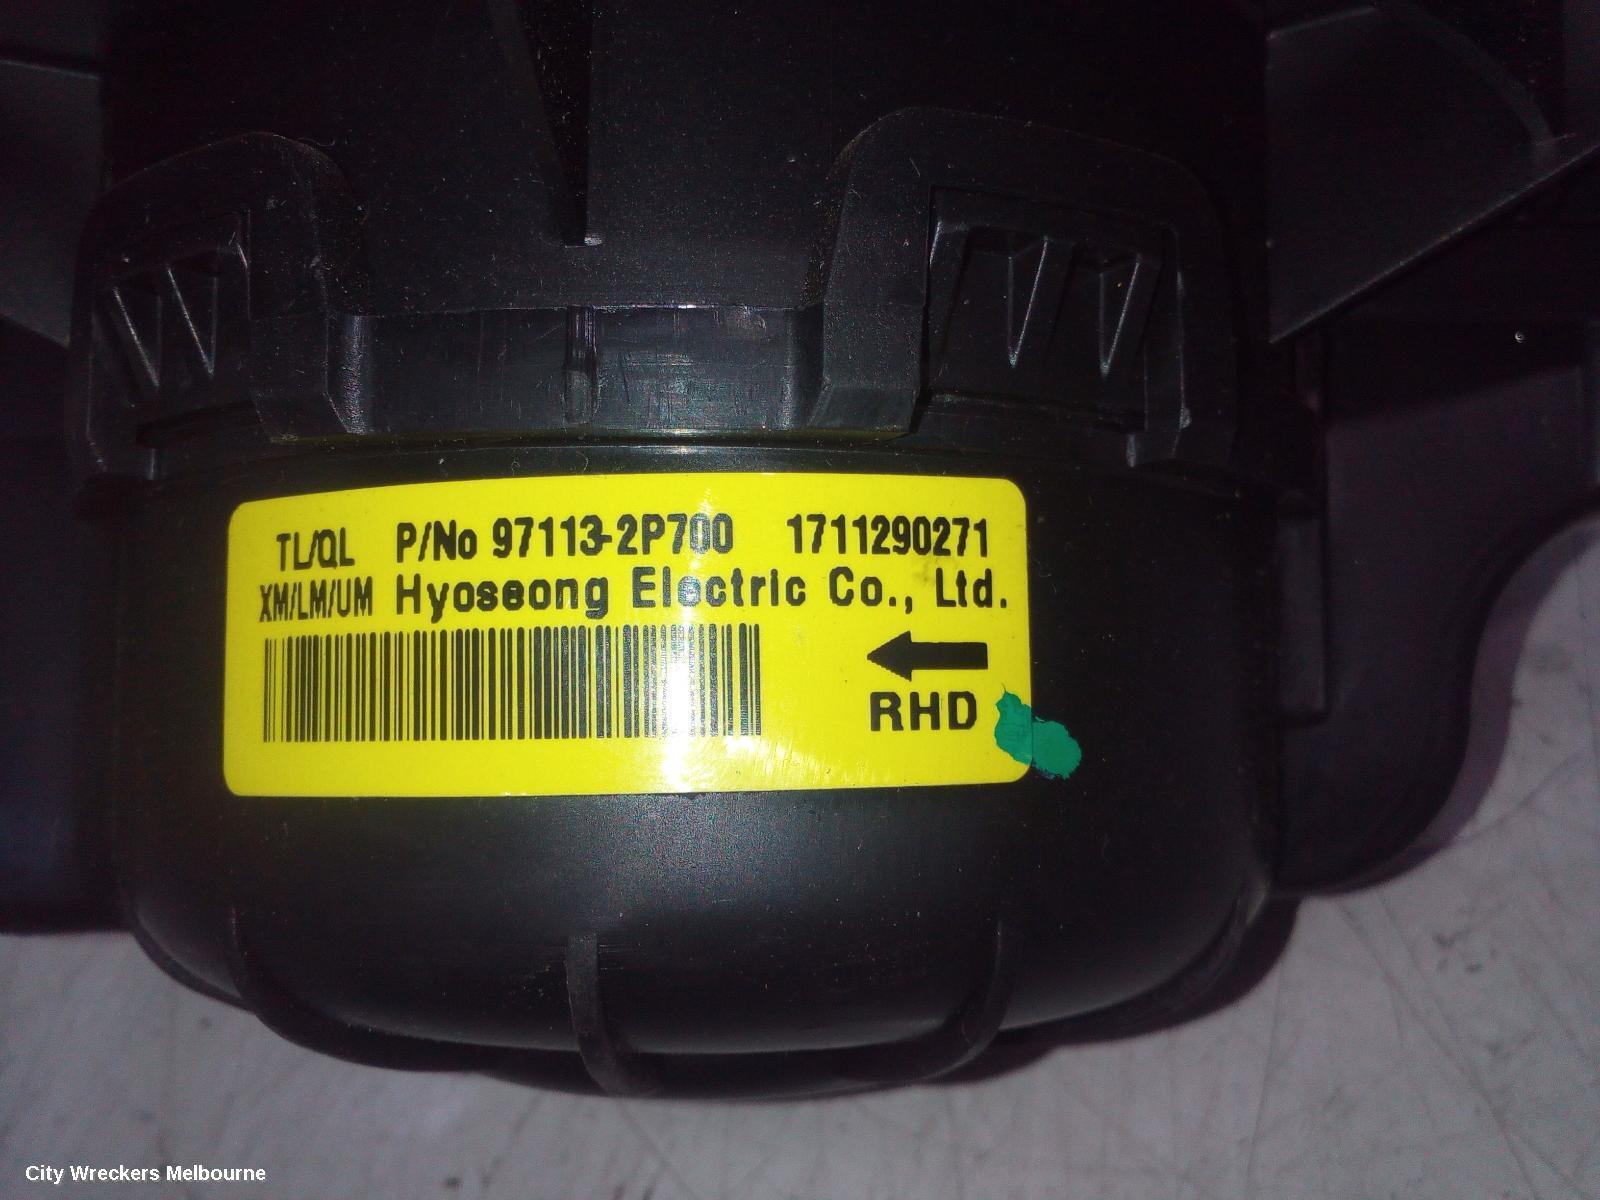 TL/QL P/No 97113-2P700 1711290271
XM/LM/UM Hyoseong Electric Co., Ltd.
RHD
City Wreckers Melbourne